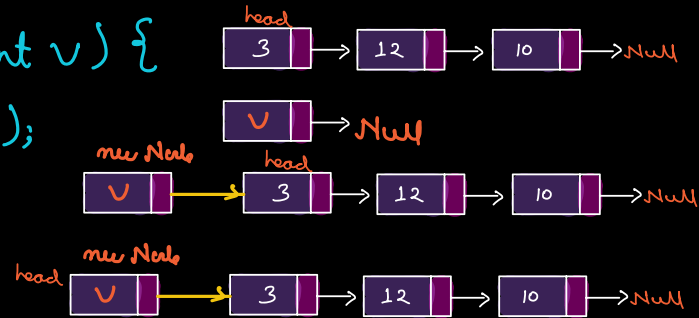 head
nt v) {
3 12 10 Null
v Null
);
new Node
head
v 3 12 10 Null
new Node
head
v 3 12 10 Null